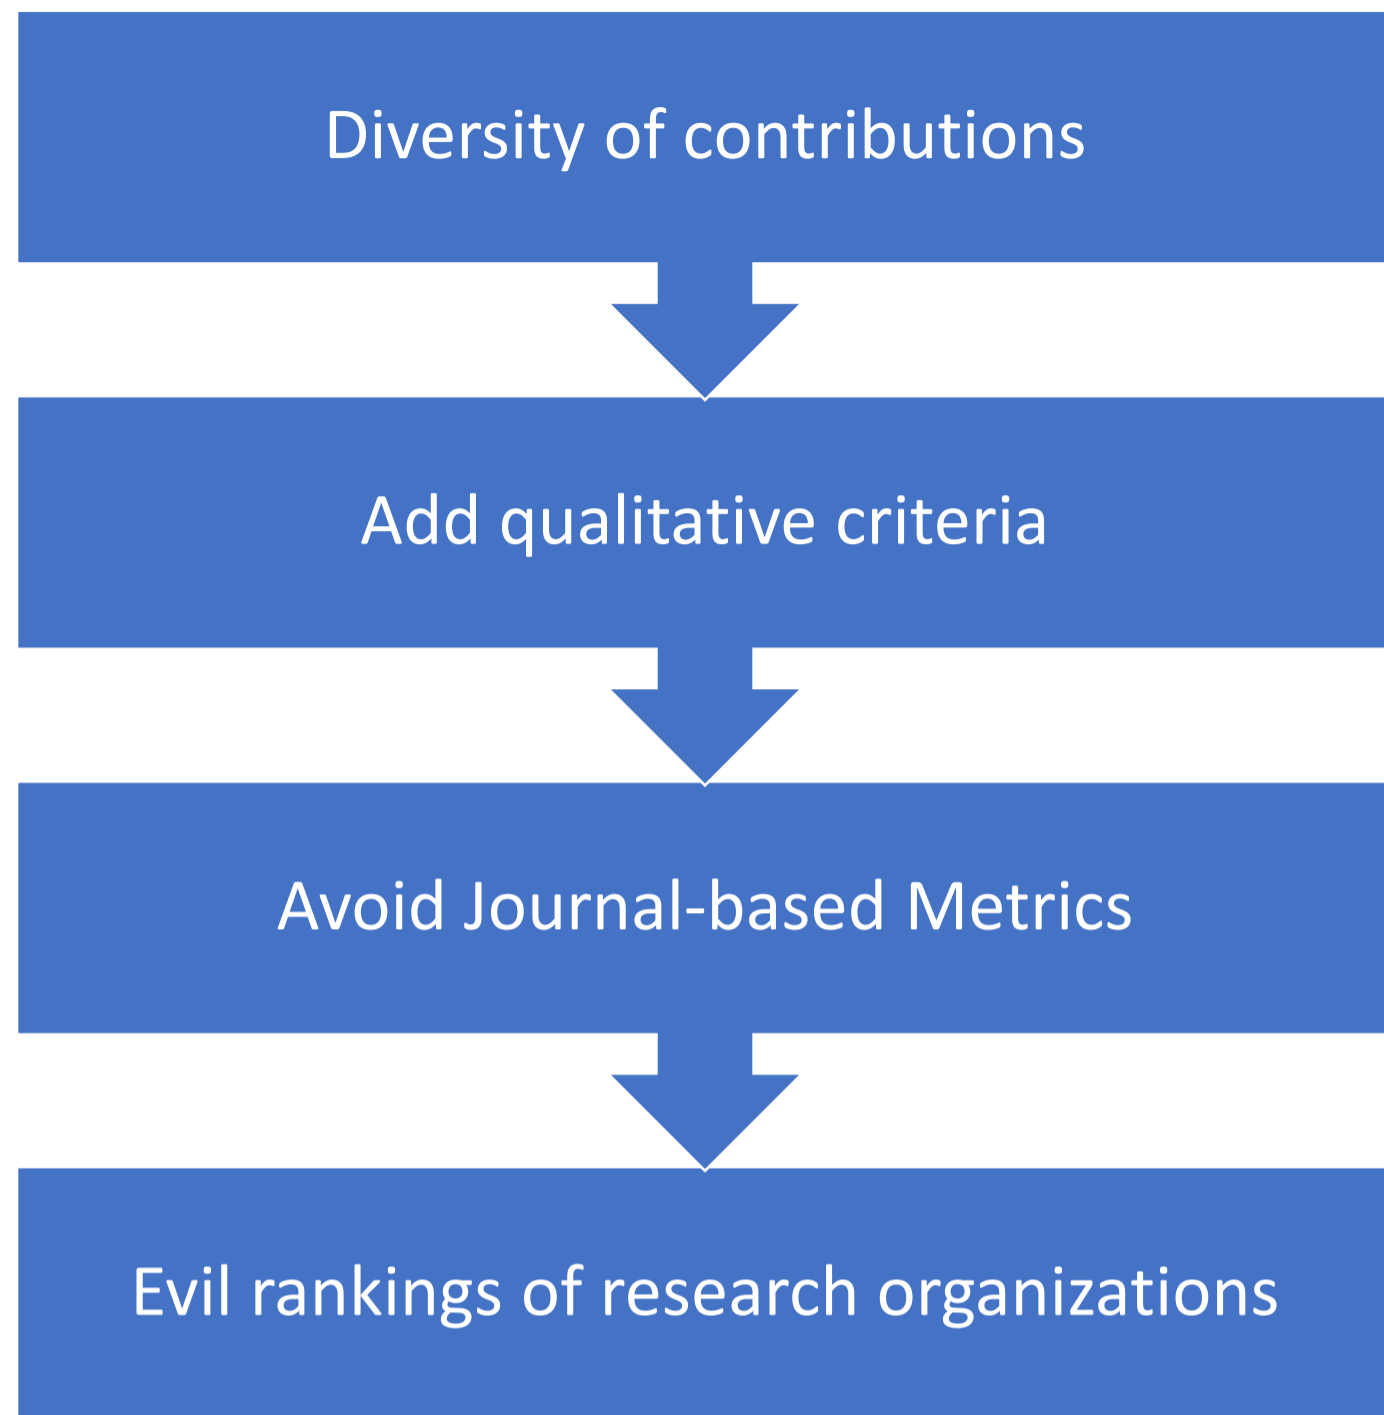 Diversity of contributions
Add qualitative criteria
Avoid Journal-based Metrics
Evil rankings of research organizations